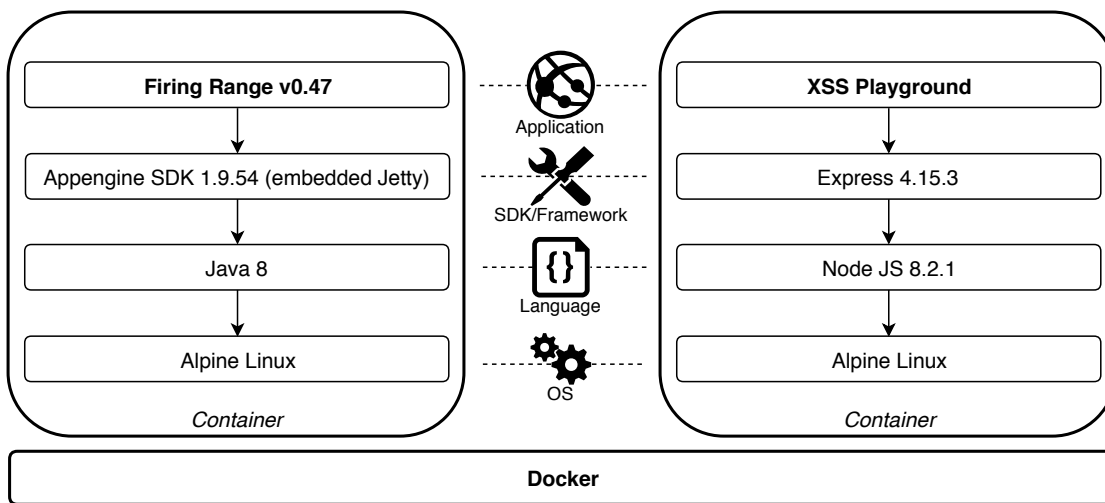 Firing Range v0.47
Appengine SDK 1.9.54 (embedded Jetty)
Java 8
Alpine Linux
Container
Application
SDK/Framework
{}
Language
OS
XSS Playground
Express 4.15.3
Node JS 8.2.1
Alpine Linux
Container
Docker